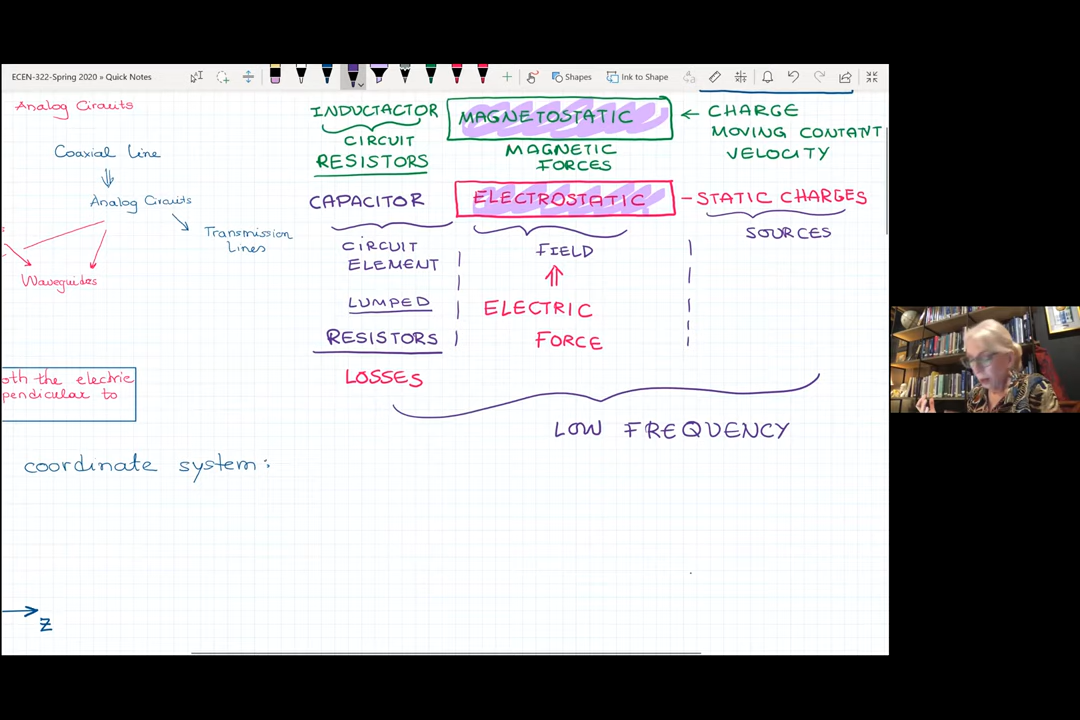 ECEN-322-Spring 2020 » Quick Notes
Shapes
Ink to Shape
Analog Circuits
Coaxial Line
Analog Circuits
Transmission
Lines
Waveguides
oth the electric
pendicular to
coordinate system:
z
INDUCTACTOR
CIRCUIT
RESISTORS
MAGNETOSTATIC
MAGNETIC
FORCES
← CHARGE
MOVING CONTANT
VELOCITY
CAPACITOR
ELECTROSTATIC
- STATIC CHARGES
SOURCES
CIRCUIT
ELEMENT
LUMPED
RESISTORS
LOSSES
FIELD
ELECTRIC
FORCE
LOW FREQUENCY